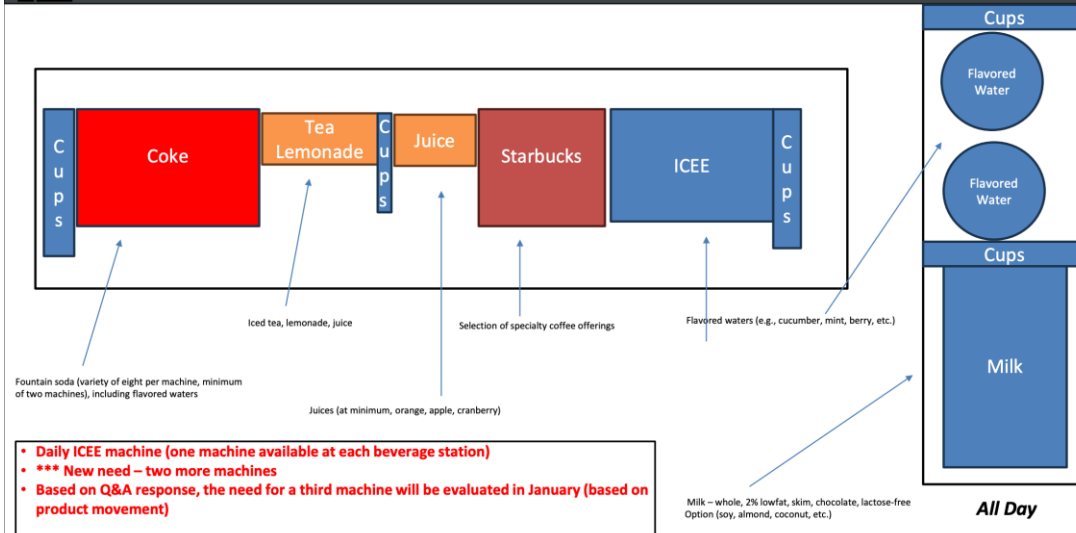 Cups
Flavored
Water
Cups
Coke
Tea
Lemonade
Cups
Juice
Starbucks
ICEE
Cups
Flavored
Water
Cups
Milk
Iced tea, lemonade, juice
Selection of specialty coffee offerings
Flavored waters (e.g., cucumber, mint, berry, etc.)
Fountain soda (variety of eight per machine, minimum
of two machines), including flavored waters
Juices (at minimum, orange, apple, cranberry)
• Daily ICEE machine (one machine available at each beverage station)
• *** New need – two more machines
• Based on Q&A response, the need for a third machine will be evaluated in January (based on
product movement)
Milk – whole, 2% lowfat, skim, chocolate, lactose-free
Option (soy, almond, coconut, etc.)
All Day